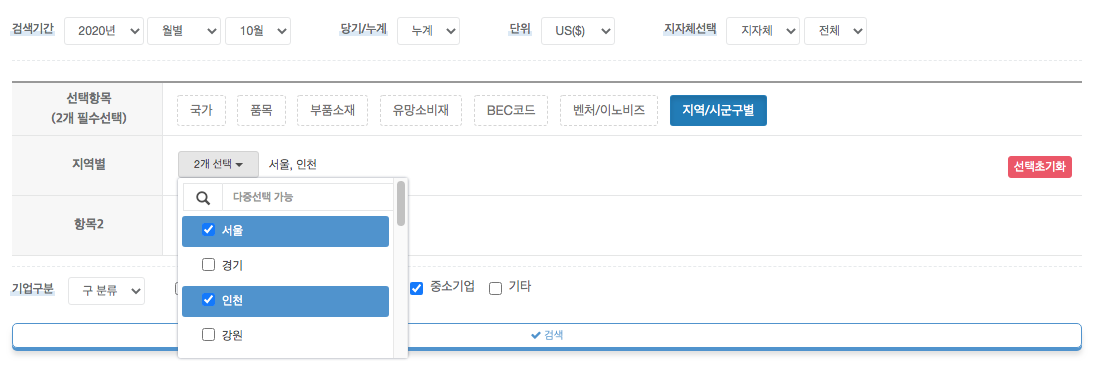 검색기간 2020년 월별 10월 당기/누계 누계 단위 US($) 지자체선택 지자체 전체
선택항목
(2개 필수선택)
국가 품목 부품소재 유망소비재 BEC코드 벤처/이노비즈 지역/시군구별
지역별 2개 선택 서울, 인천 선택초기화
다중선택 가능
서울
항목2
경기
기업구분 구 분류 인천 중소기업 기타
강원
검색